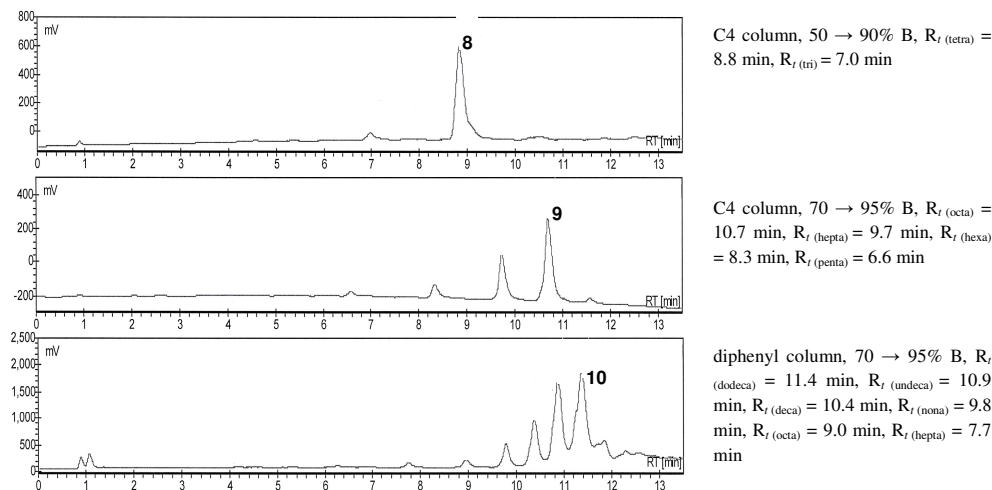 800
mV
600
400
200
0
8
RT [min]
0 1 2 3 4 5 6 7 8 9 10 11 12 13
C4 column, 50 → 90% B, Rt (tetra) =
8.8 min, Rt (tri) = 7.0 min
400
mV
200
0
-200
9
RT [min]
0 1 2 3 4 5 6 7 8 9 10 11 12 13
C4 column, 70 → 95% B, Rt (octa) =
10.7 min, Rt (hepta) = 9.7 min, Rt (hexa)
= 8.3 min, Rt (penta) = 6.6 min
2,500
mV
2,000
1,500
1,000
500
0
10
RT [min]
0 1 2 3 4 5 6 7 8 9 10 11 12 13
diphenyl column, 70 → 95% B, Rt
(dodeca) = 11.4 min, Rt (undeca) = 10.9
min, Rt (deca) = 10.4 min, Rt (nona) = 9.8
min, Rt (octa) = 9.0 min, Rt (hepta) = 7.7
min